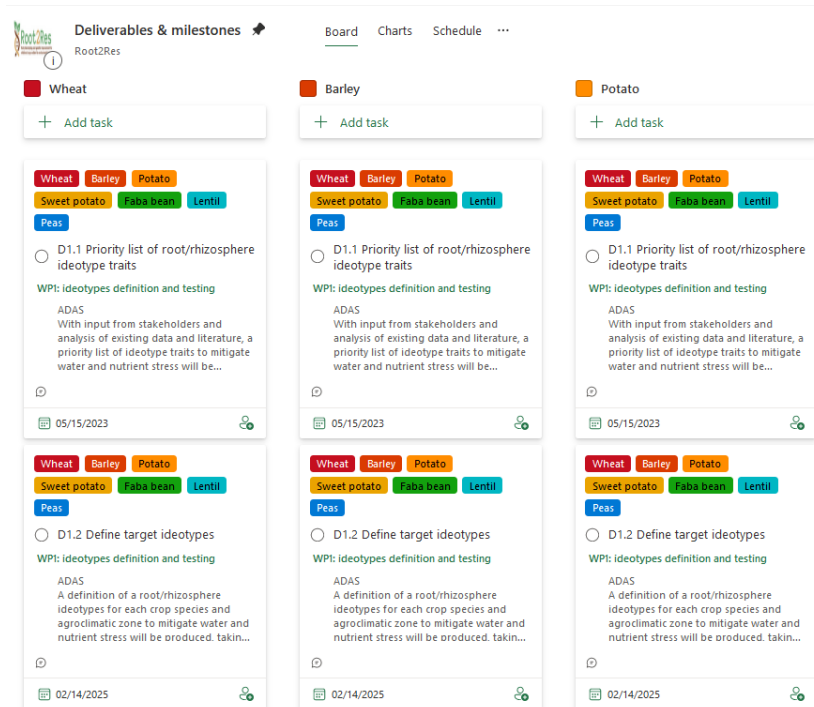 Root2Res
Deliverables & milestones
Root2Res
Board Charts Schedule ···
Wheat
Add task
Wheat Barley Potato
Sweet potato Faba bean Lentil
Peas
D1.1 Priority list of root/rhizosphere
ideotype traits
WP1: ideotypes definition and testing
ADAS
With input from stakeholders and
analysis of existing data and literature, a
priority list of ideotype traits to mitigate
water and nutrient stress will be...
05/15/2023
Wheat Barley Potato
Sweet potato Faba bean Lentil
Peas
D1.2 Define target ideotypes
WP1: ideotypes definition and testing
ADAS
A definition of a root/rhizosphere
ideotypes for each crop species and
agroclimatic zone to mitigate water and
nutrient stress will be produced, takin...
02/14/2025
Barley
Add task
Wheat Barley Potato
Sweet potato Faba bean Lentil
Peas
D1.1 Priority list of root/rhizosphere
ideotype traits
WP1: ideotypes definition and testing
ADAS
With input from stakeholders and
analysis of existing data and literature, a
priority list of ideotype traits to mitigate
water and nutrient stress will be...
05/15/2023
Wheat Barley Potato
Sweet potato Faba bean Lentil
Peas
D1.2 Define target ideotypes
WP1: ideotypes definition and testing
ADAS
A definition of a root/rhizosphere
ideotypes for each crop species and
agroclimatic zone to mitigate water and
nutrient stress will be produced, takin...
02/14/2025
Potato
Add task
Wheat Barley Potato
Sweet potato Faba bean Lentil
Peas
D1.1 Priority list of root/rhizosphere
ideotype traits
WP1: ideotypes definition and testing
ADAS
With input from stakeholders and
analysis of existing data and literature, a
priority list of ideotype traits to mitigate
water and nutrient stress will be...
05/15/2023
Wheat Barley Potato
Sweet potato Faba bean Lentil
Peas
D1.2 Define target ideotypes
WP1: ideotypes definition and testing
ADAS
A definition of a root/rhizosphere
ideotypes for each crop species and
agroclimatic zone to mitigate water and
nutrient stress will be produced, takin...
02/14/2025